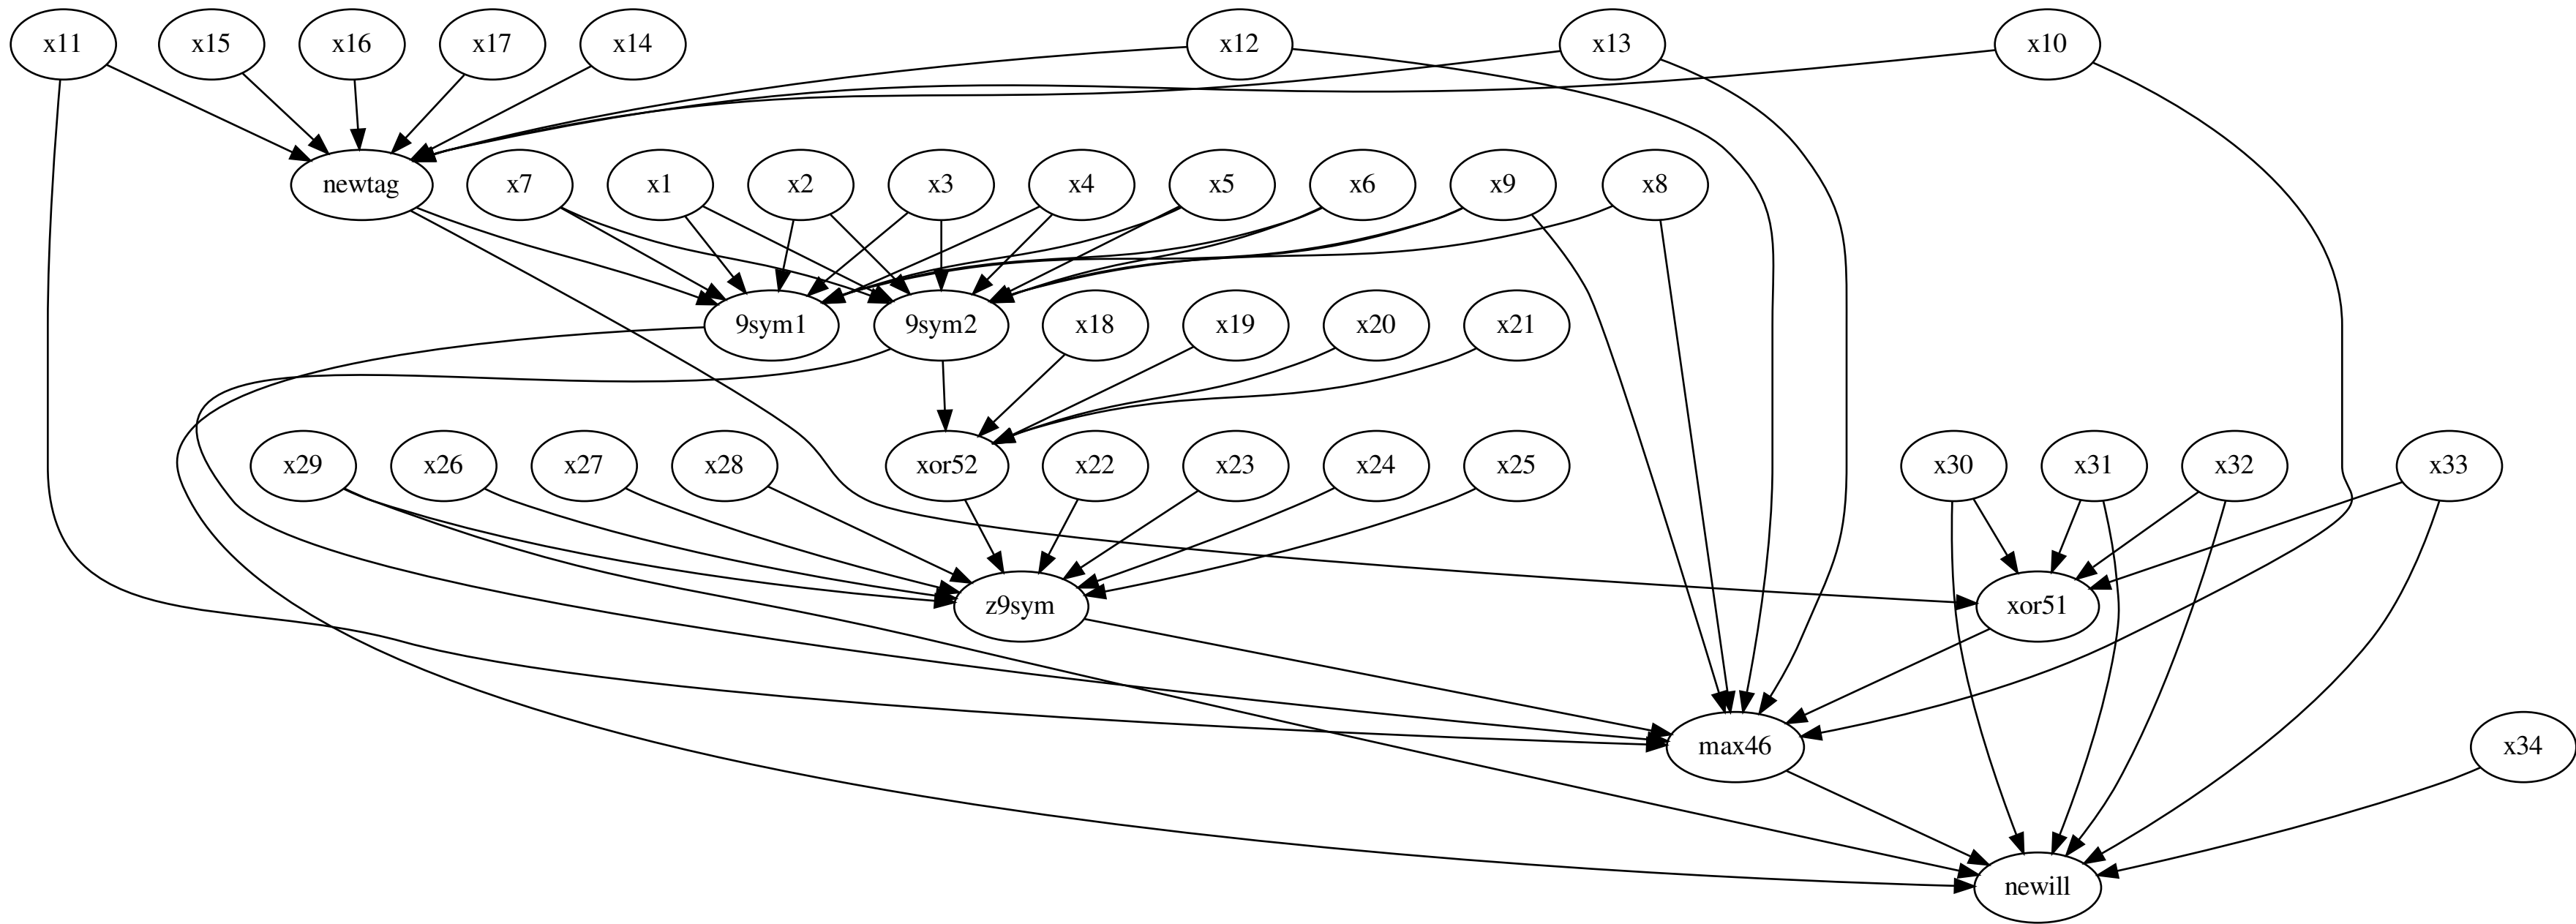 x11 x15 x16 x17 x14 x12 x13 x10
newtag x7 x1 x2 x3 x4 x5 x6 x9 x8
9sym1 9sym2 x18 x19 x20 x21
x29 x26 x27 x28 xor52 x22 x23 x24 x25 x30 x31 x32 x33
z9sym xor51
max46 x34
newill